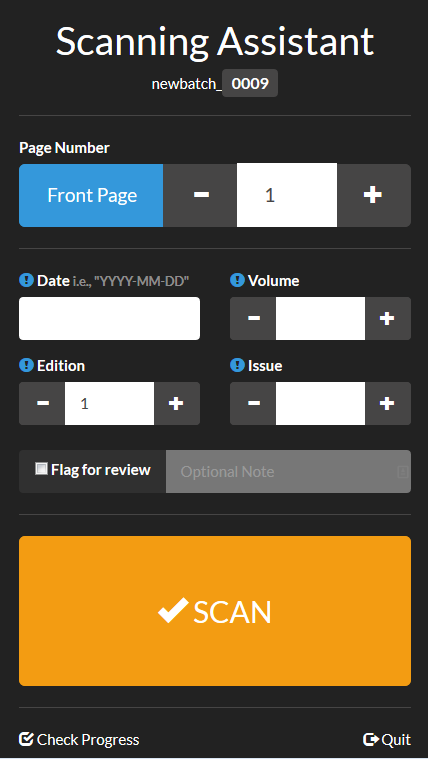 Scanning Assistant
newbatch_ 0009
Page Number
Front Page 1
Date i.e., "YYYY-MM-DD" Volume
Edition Issue
1
Flag for review Optional Note
SCAN
Check Progress Quit